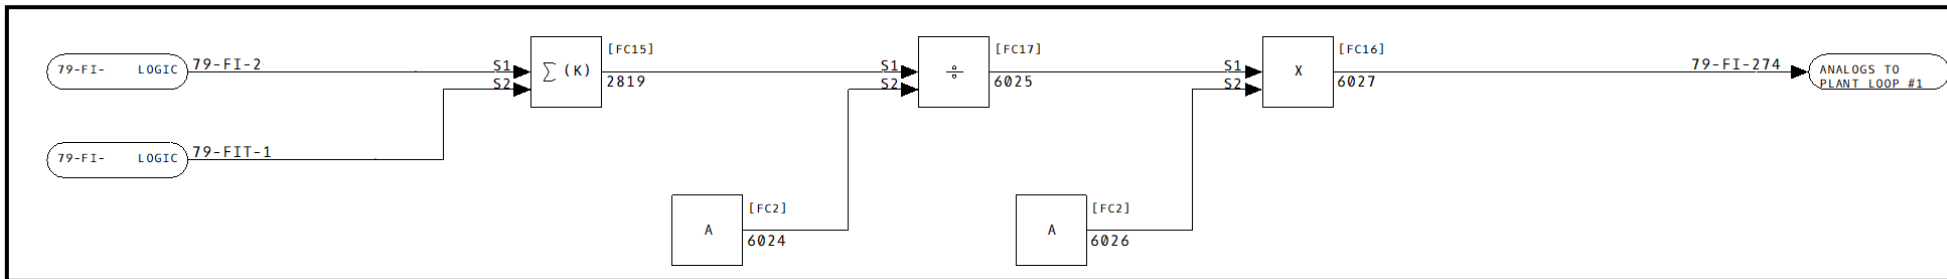 79-FI- LOGIC
79-FI-2
S1
S2
∑ (K)
[FC15]
2819
S1
S2
÷
[FC17]
6025
S1
S2
X
[FC16]
6027
79-FI-274
ANALOGS TO
PLANT LOOP #1
79-FI- LOGIC
79-FIT-1
A
[FC2]
6024
A
[FC2]
6026